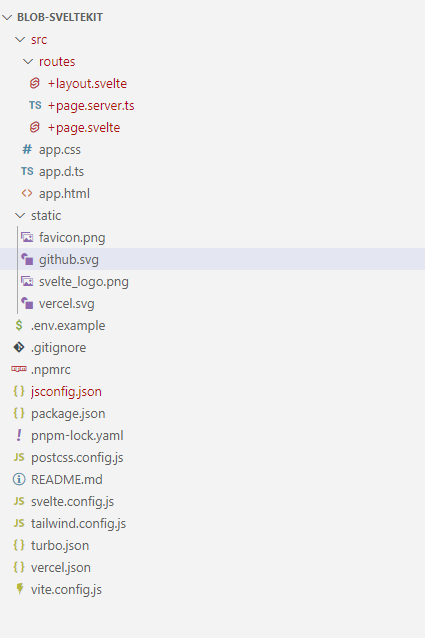 BLOB-SVELTEKIT
src
routes
+layout.svelte
TS +page.server.ts
+page.svelte
# app.css
TS app.d.ts
<> app.html
static
favicon.png
github.svg
svelte_logo.png
vercel.svg
$ .env.example
.gitignore
.npmrc
{} jsconfig.json
{} package.json
! pnpm-lock.yaml
JS postcss.config.js
README.md
JS svelte.config.js
JS tailwind.config.js
{} turbo.json
{} vercel.json
vite.config.js